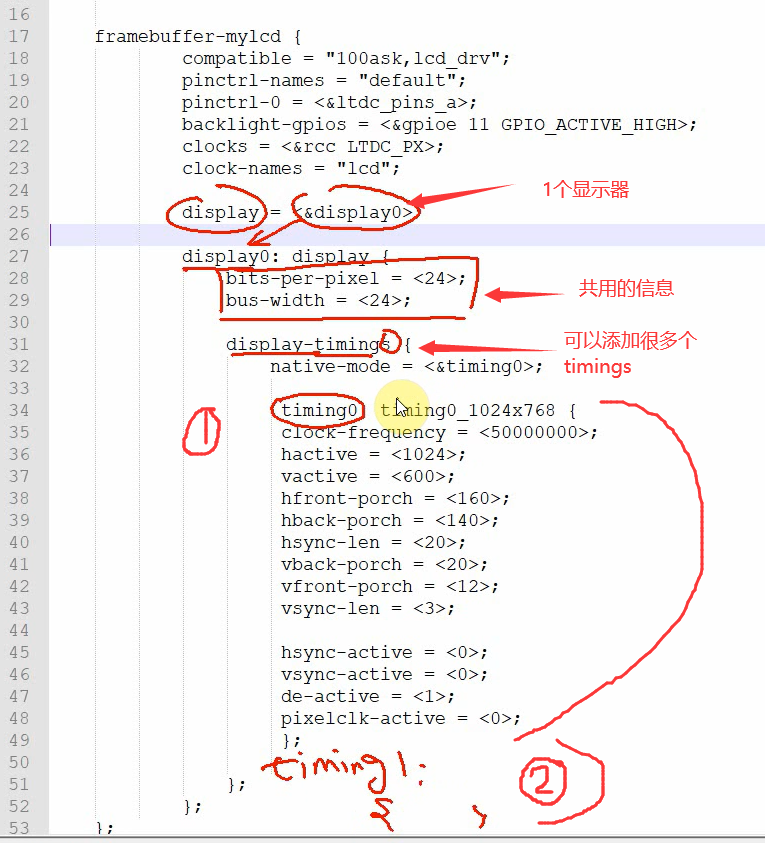 16
17 framebuffer-mylcd {
18 compatible = "100ask,lcd_drv";
19 pinctrl-names = "default";
20 pinctrl-0 = <&ltdc_pins_a>;
21 backlight-gpios = <&gpioe 11 GPIO_ACTIVE_HIGH>;
22 clocks = <&rcc LTDC_PX>;
23 clock-names = "lcd";
24
1个显示器
25 display = <&display0>
26
27 display0: display {
28 bits-per-pixel = <24>;
共用的信息
29 bus-width = <24>;
30
31 display-timings {
可以添加很多个
timings
32 native-mode = <&timing0>;
33
34 timing0 timing0_1024x768 {
①
35 clock-frequency = <50000000>;
36 hactive = <1024>;
37 vactive = <600>;
38 hfront-porch = <160>;
39 hback-porch = <140>;
40 hsync-len = <20>;
41 vback-porch = <20>;
42 vfront-porch = <12>;
43 vsync-len = <3>;
44
45 hsync-active = <0>;
46 vsync-active = <0>;
47 de-active = <1>;
48 pixelclk-active = <0>;
49 };
50 timing1:
51 };
②
52 };
{ }
53 };